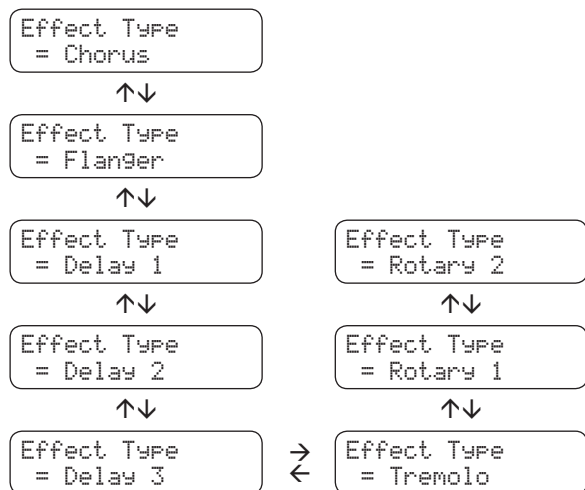 Effect Type
= Chorus
↑↓
Effect Type
= Flanger
↑↓
Effect Type
= Delay 1
↑↓
Effect Type
= Delay 2
↑↓
Effect Type
= Delay 3
→
←
Effect Type
= Rotary 2
↑↓
Effect Type
= Rotary 1
↑↓
Effect Type
= Tremolo